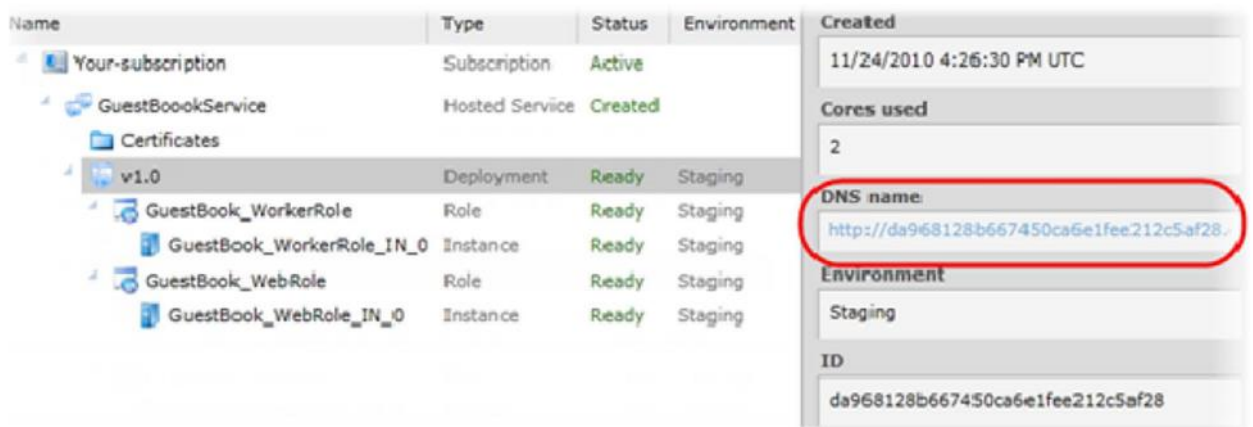 Name Type Status Environment
Your-subscription Subscription Active
GuestBoookService Hosted Service Created
Certificates
v1.0 Deployment Ready Staging
GuestBook_WorkerRole Role Ready Staging
GuestBook_WorkerRole_IN_0 Instance Ready Staging
GuestBook_WebRole Role Ready Staging
GuestBook_WebRole_IN_0 Instance Ready Staging
Created
11/24/2010 4:26:30 PM UTC
Cores used
2
DNS name
http://da968128b667450ca6e1fee212c5af28.
Environment
Staging
ID
da968128b667450ca6e1fee212c5af28